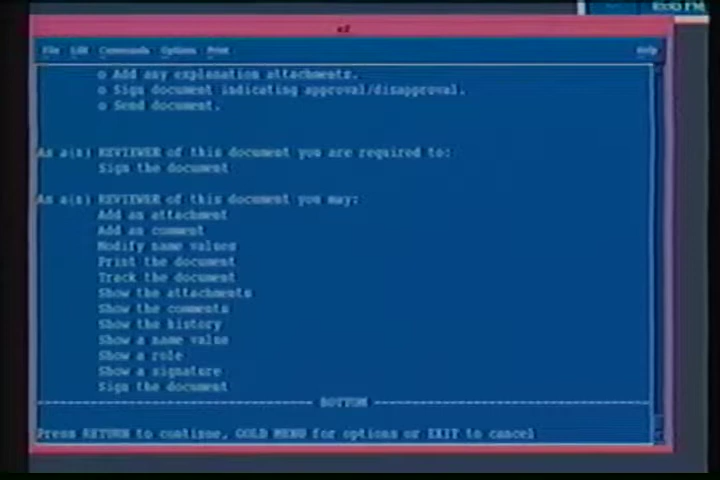 File Edit Commands Options Print Help
o Add any explanation attachments.
o Sign document indicating approval/disapproval.
o Send document.
As a(n) REVIEWER of this document you are required to:
Sign the document
As a(n) REVIEWER of this document you may:
Add an attachment
Add an comment
Modify name values
Print the document
Track the document
Show the attachments
Show the comments
Show the history
Show a name value
Show a role
Show a signature
Sign the document
BOTTOM
Press RETURN to continue, GOLD MENU for options or EXIT to cancel